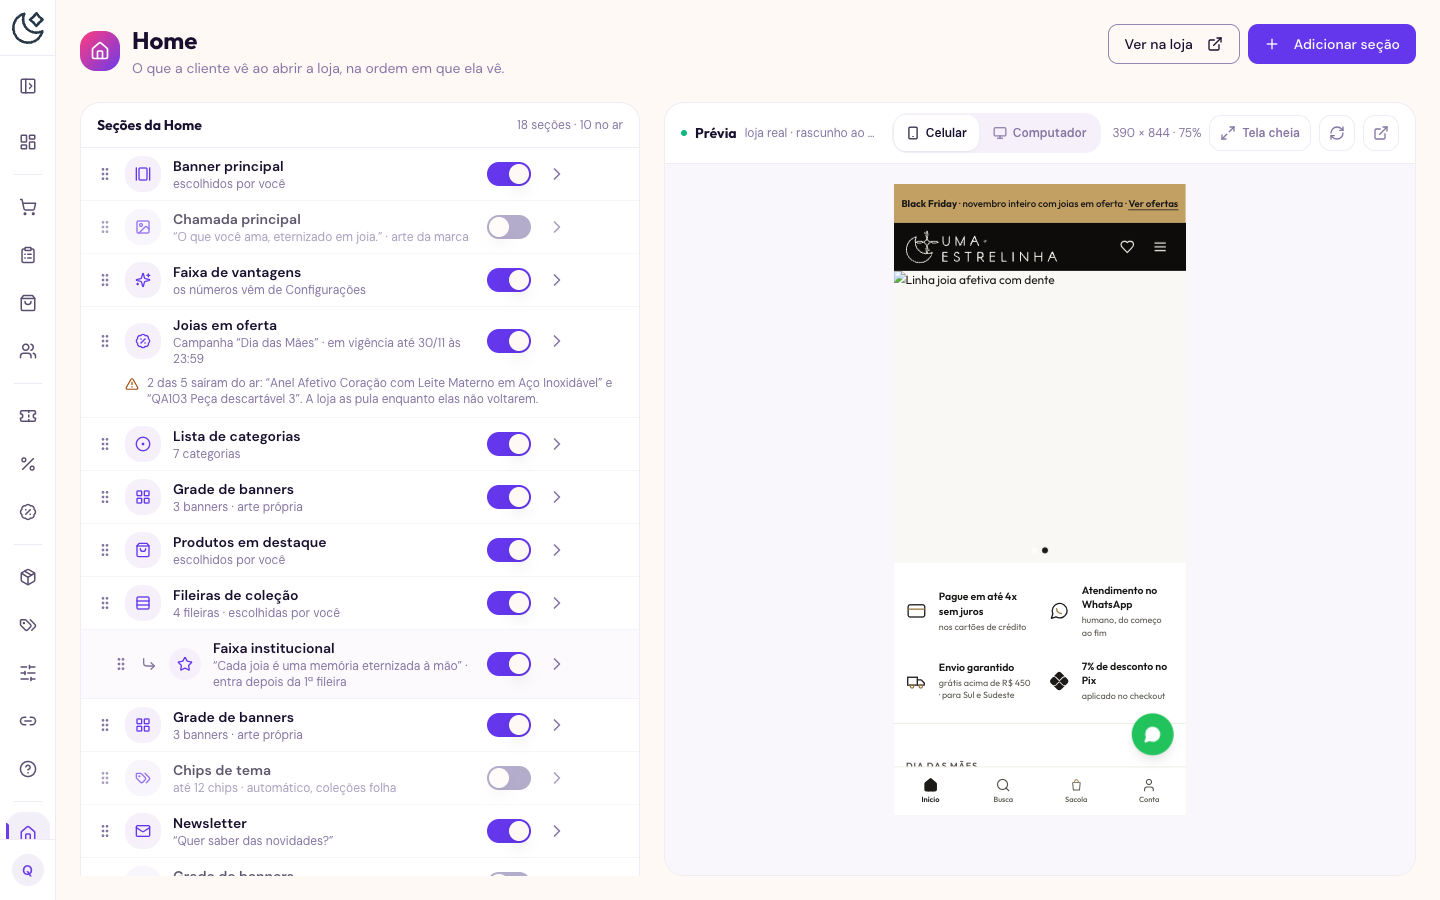 Home
O que a cliente vê ao abrir a loja, na ordem em que ela vê.
Ver na loja
Adicionar seção
Seções da Home
18 seções · 10 no ar
Banner principal
escolhidos por você
Chamada principal
“O que você ama, eternizado em joia.” · arte da marca
Faixa de vantagens
os números vêm de Configurações
Joias em oferta
Campanha “Dia das Mães” · em vigência até 30/11 às
23:59
2 das 5 saíram do ar: “Anel Afetivo Coração com Leite Materno em Aço Inoxidável” e
“QA103 Peça descartável 3”. A loja as pula enquanto elas não voltarem.
Lista de categorias
7 categorias
Grade de banners
3 banners · arte própria
Produtos em destaque
escolhidos por você
Fileiras de coleção
4 fileiras · escolhidas por você
Faixa institucional
“Cada joia é uma memória eternizada à mão” ·
entra depois da 1ª fileira
Grade de banners
3 banners · arte própria
Chips de tema
até 12 chips · automático, coleções folha
Newsletter
“Quer saber das novidades?”
Grade de banners
Q
Prévia
loja real · rascunho ao ...
Celular
Computador
390 × 844 · 75%
Tela cheia
Black Friday · novembro inteiro com joias em oferta · Ver ofertas
UMA
ESTRELINHA
Linha joia afetiva com dente
Pague em até 4x
sem juros
nos cartões de crédito
Atendimento no
WhatsApp
humano, do começo
ao fim
Envio garantido
grátis acima de R$ 450
· para Sul e Sudeste
7% de desconto no
Pix
aplicado no checkout
DIA DAS MÃES
Início
Busca
Sacola
Conta